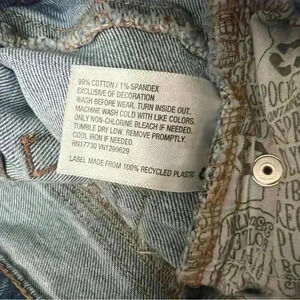 99% COTTON / 1% SPANDEX
EXCLUSIVE OF DECORATION
WASH BEFORE WEAR. TURN INSIDE OUT.
MACHINE WASH COLD WITH LIKE COLORS.
ONLY NON-CHLORINE BLEACH IF NEEDED.
TUMBLE DRY LOW. REMOVE PROMPTLY.
COOL IRON IF NEEDED.
RN17730 VN1299629
LABEL MADE FROM 100% RECYCLED PLASTIC